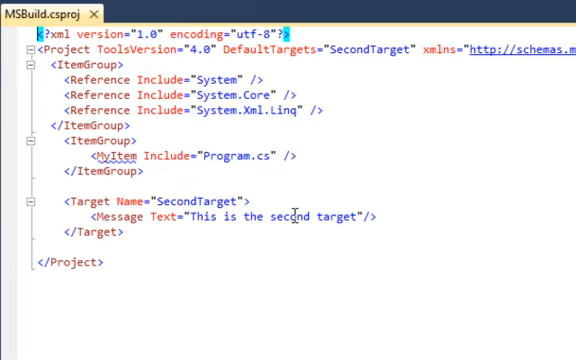 MSBuild.csproj
<?xml version="1.0" encoding="utf-8"?>
<Project ToolsVersion="4.0" DefaultTargets="SecondTarget" xmlns="http://schemas.m
<ItemGroup>
<Reference Include="System" />
<Reference Include="System.Core" />
<Reference Include="System.Xml.Linq" />
</ItemGroup>
<ItemGroup>
<MyItem Include="Program.cs" />
</ItemGroup>
<Target Name="SecondTarget">
<Message Text="This is the second target"/>
</Target>
</Project>